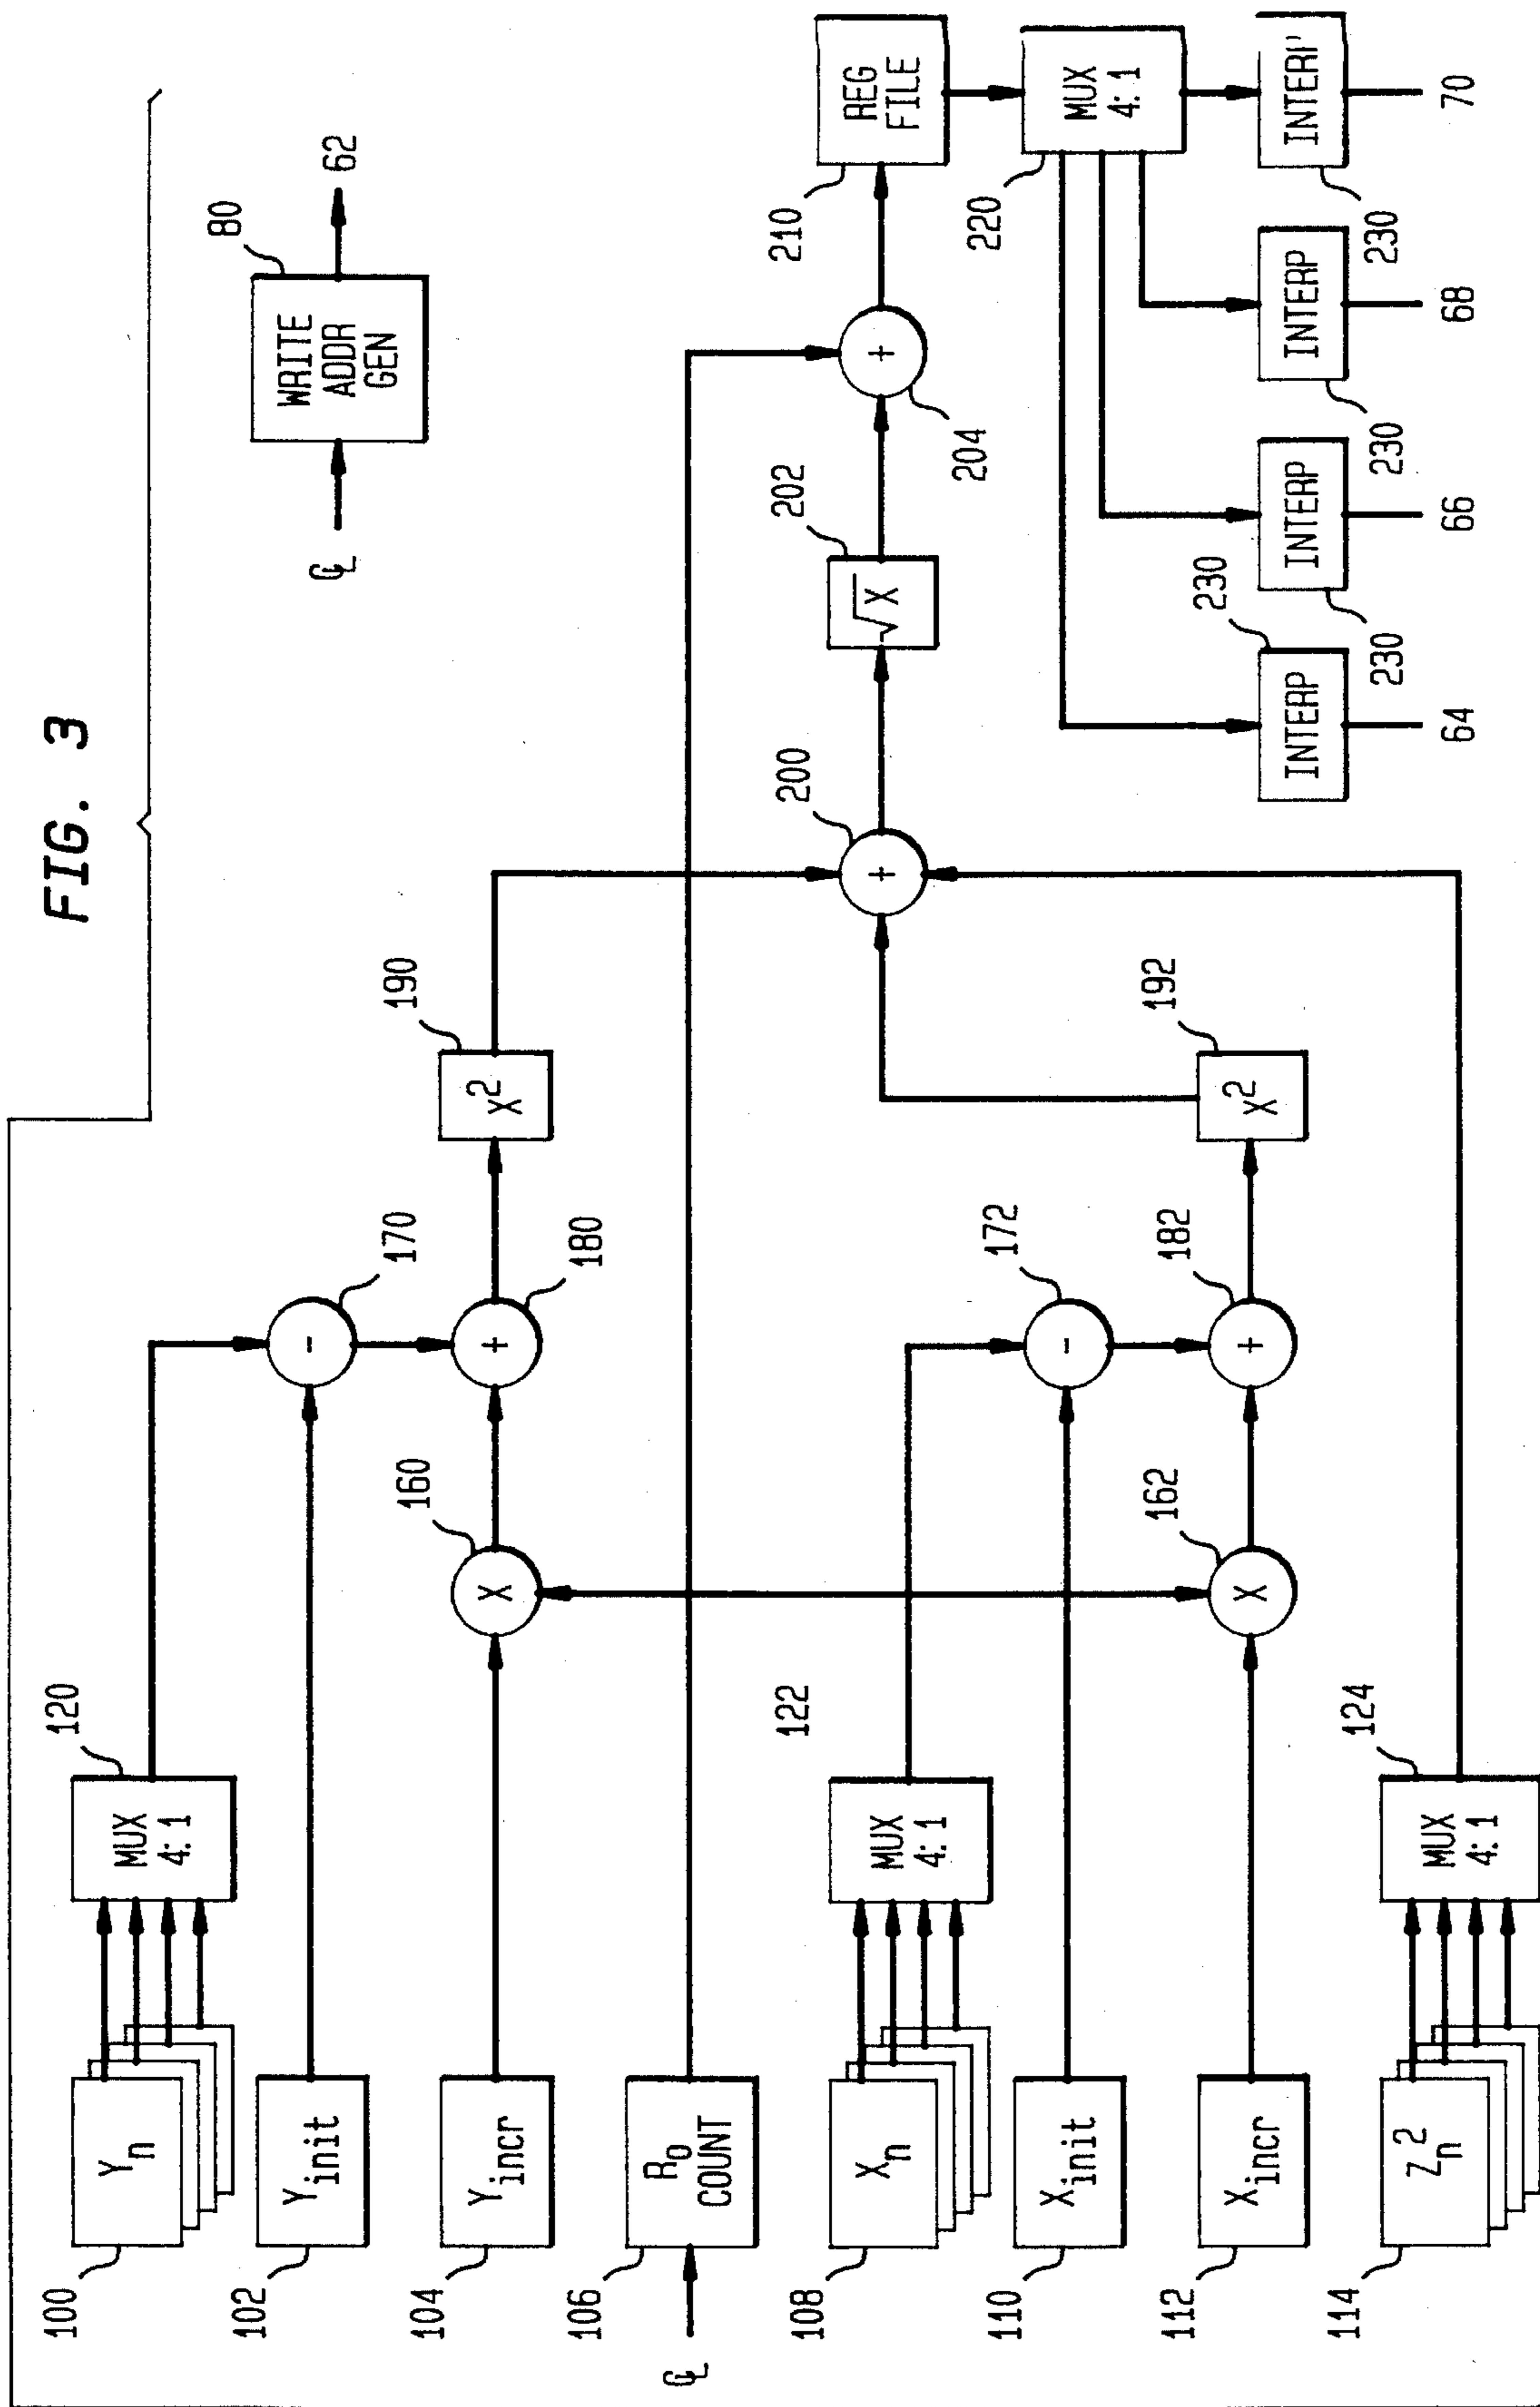 FIG. 3
100
Yn
120
MUX
4:1
102
Yinit
170
-
104
Yincr
160
X
180
+
190
X2
℄
106
R0
COUNT
108
Xn
122
MUX
4:1
110
Xinit
172
-
112
Xincr
162
X
182
+
192
X2
114
Zn2
124
MUX
4:1
℄
WRITE
ADDR
GEN
80
62
200
+
202
√X
204
+
210
REG
FILE
220
MUX
4:1
230
INTERP
64
230
INTERP
66
230
INTERP
68
230
INTERP
70